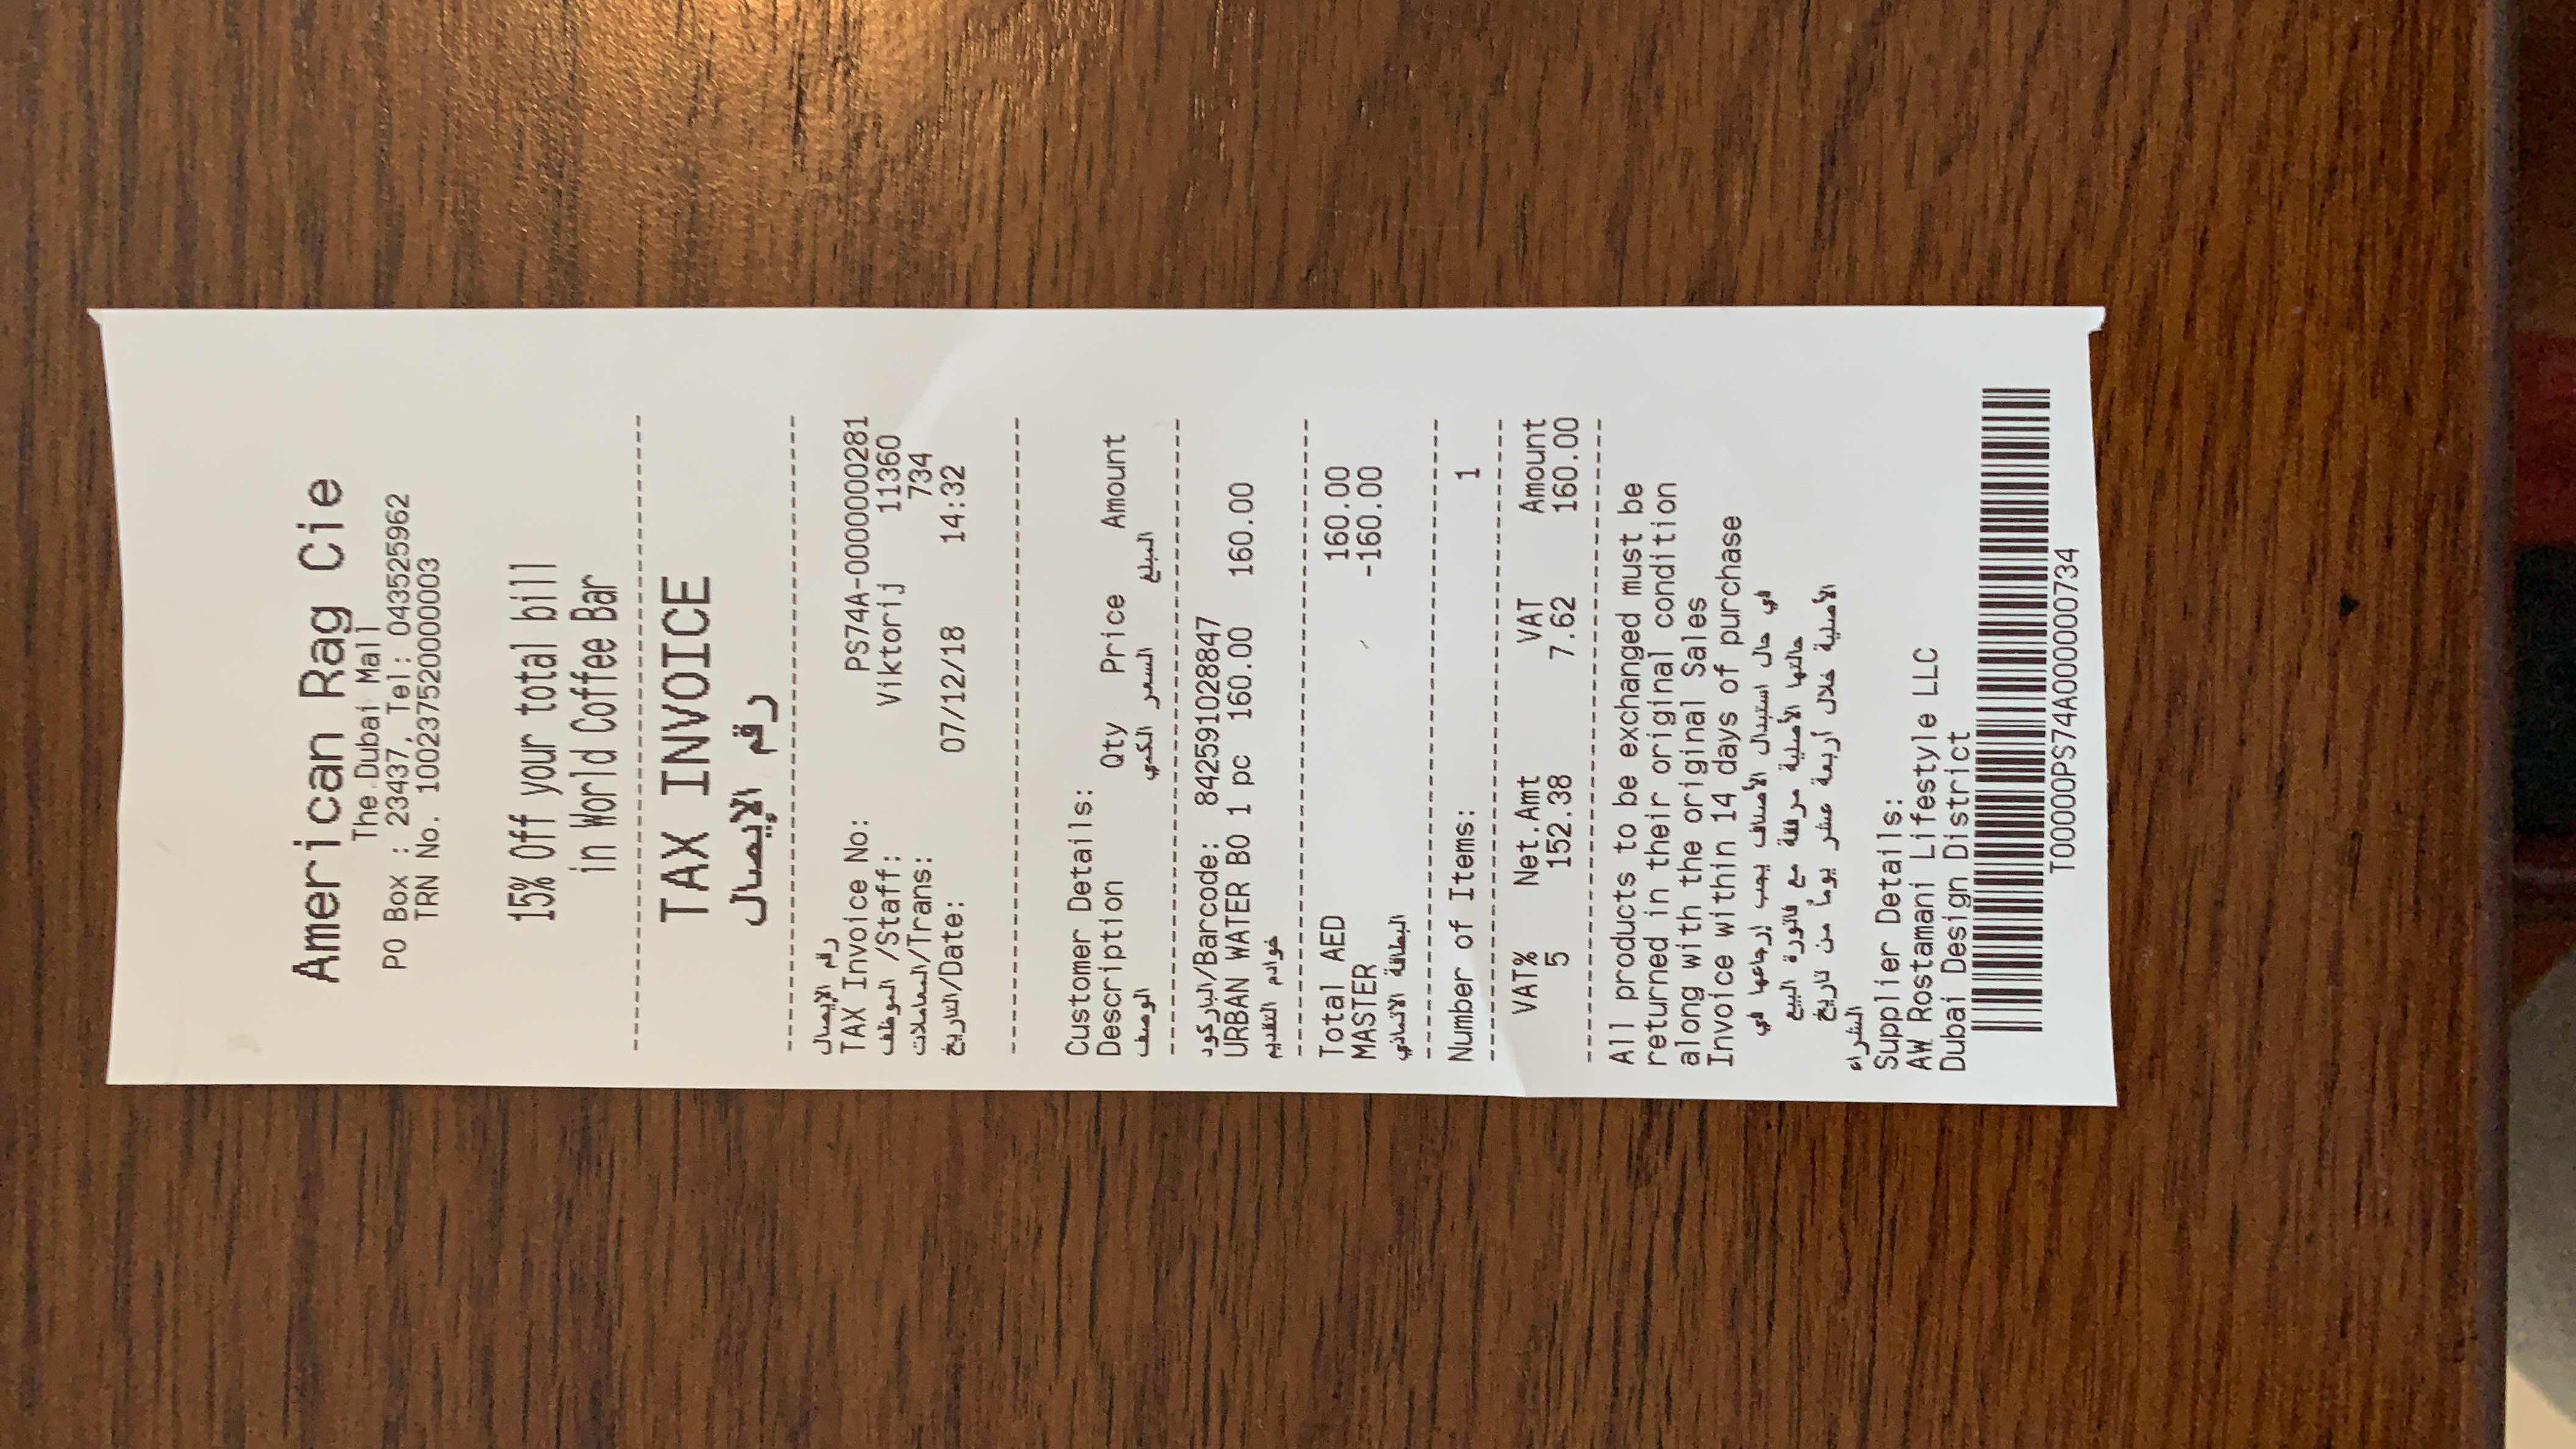 American Rag Cie
The Dubai Mall
PO Box : 23437, Tel: 043525962
TRN No. 100237520000003
15% Off your total bill
in World Coffee Bar
TAX INVOICE
رقم الإيصال
رقم الإيصال
TAX Invoice No: PS74A-0000000281
الموظف /Staff: Viktorij 11360
المعاملات/Trans: 734
التاريخ/Date: 07/12/18 14:32
Customer Details:
Description Qty Price Amount
الوصف السعر الكمي المبلغ
الباركود/Barcode: 842591028847
URBAN WATER BO 1 pc 160.00 160.00
خوادم التقديم
Total AED 160.00
MASTER -160.00
البطاقة الاتماني
Number of Items: 1
VAT% Net.Amt VAT Amount
5 152.38 7.62 160.00
All products to be exchanged must be
returned in their original condition
along with the original Sales
Invoice within 14 days of purchase
في حال استبدال الأصناف يجب إرجاعها في
حالتها الأصلية مرفقة مع فاتورة البيع
الأصلية خلال أربعة عشر يوماً من تاريخ
الشراء
Supplier Details:
AW Rostamani Lifestyle LLC
Dubai Design District
T00000PS74A000000734